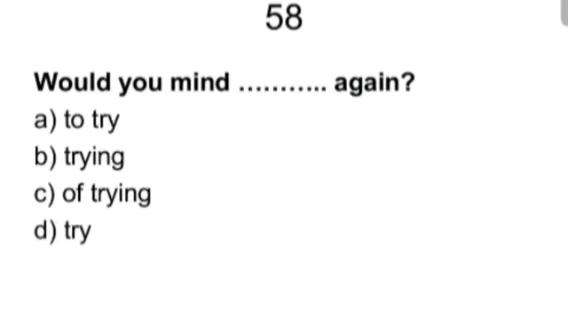 58
Would you mind ........... again?
a) to try
b) trying
c) of trying
d) try